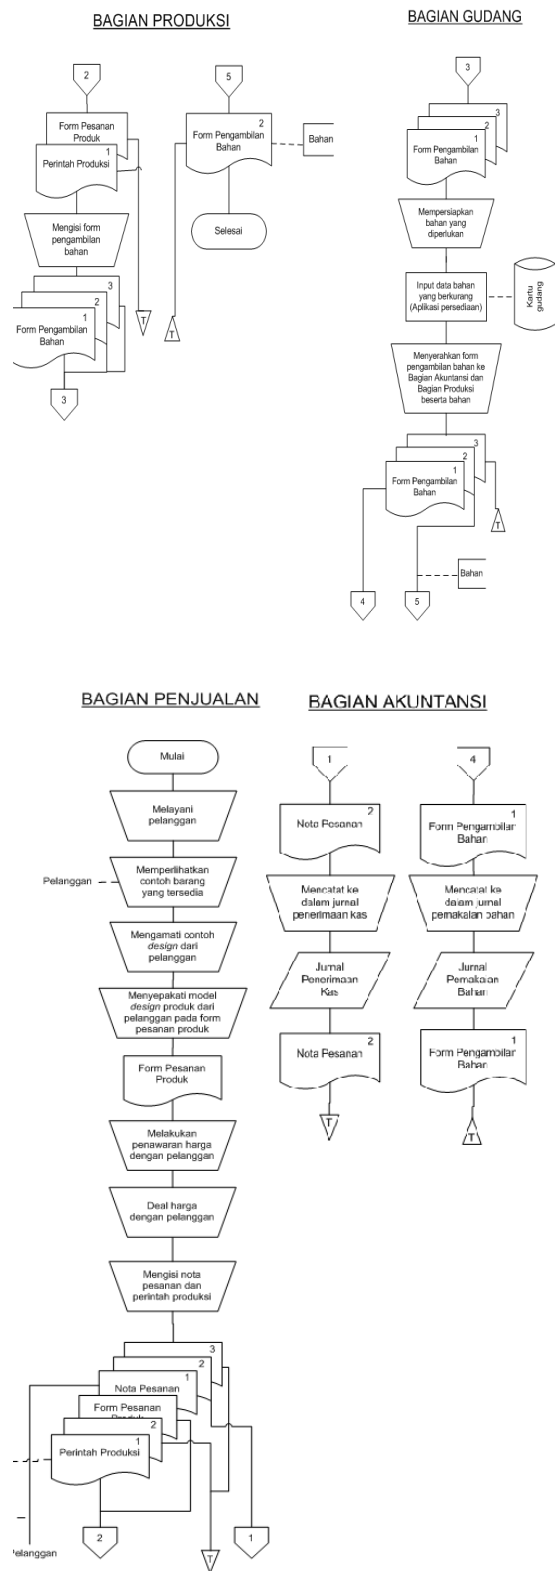 BAGIAN PRODUKSI
2
Form Pesanan
Produk
1
Perintah Produksi
Mengisi form
pengambilan
bahan
3
2
1
Form Pengambilan
Bahan
3
T
5
2
Form Pengambilan
Bahan
Bahan
Selesai
T
BAGIAN GUDANG
3
3
2
1
Form Pengambilan
Bahan
Mempersiapkan
bahan yang
diperlukan
Input data bahan
yang berkurang
(Aplikasi persediaan)
Kartu
gudang
Menyerahkan form
pengambilan bahan ke
Bagian Akuntansi dan
Bagian Produksi
beserta bahan
3
2
1
Form Pengambilan
Bahan
T
Bahan
4
5
BAGIAN PENJUALAN
Mulai
Melayani
pelanggan
Pelanggan
Memperlihatkan
contoh barang
yang tersedia
Mengamati contoh
design dari
pelanggan
Menyepakati model
design produk dari
pelanggan pada form
pesanan produk
Form Pesanan
Produk
Melakukan
penawaran harga
dengan pelanggan
Deal harga
dengan pelanggan
Mengisi nota
pesanan dan
perintah produksi
3
2
1
Nota Pesanan
Form Pesanan
Produk
2
1
Perintah Produksi
Pelanggan
2
T
1
BAGIAN AKUNTANSI
1
2
Nota Pesanan
Mencatat ke
dalam jurnal
penerimaan kas
Jurnal
Penerimaan
Kas
2
Nota Pesanan
T
4
1
Form Pengambilan
Bahan
Mencatat ke
dalam jurnal
pemakaian bahan
Jurnal
Pemakaian
Bahan
1
Form Pengambilan
Bahan
T